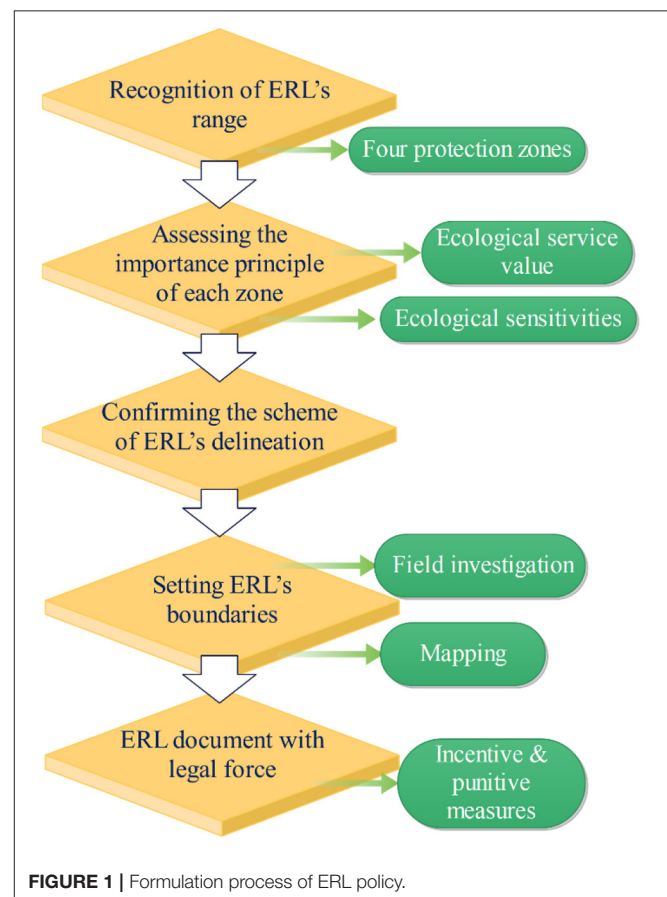 Recognition of ERL's
range
Four protection zones
Assessing the
importance principle
of each zone
Ecological service
value
Ecological sensitivities
Confirming the scheme
of ERL's delineation
Setting ERL's
boundaries
Field investigation
Mapping
ERL document with
legal force
Incentive &
punitive
measures
FIGURE 1 | Formulation process of ERL policy.